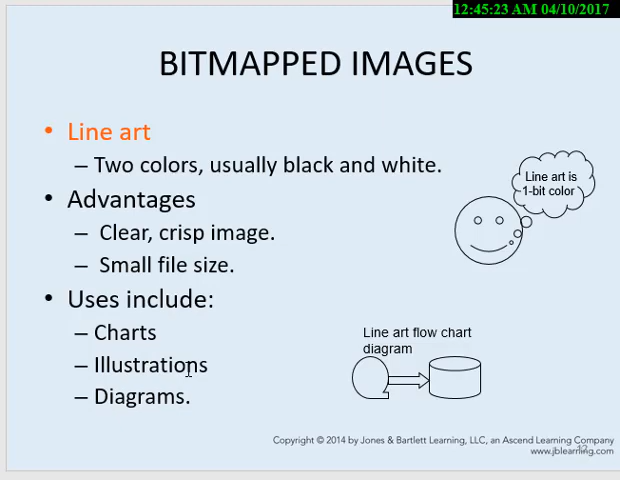 12:45:23 AM 04/10/2017
BITMAPPED IMAGES
• Line art
– Two colors, usually black and white.
• Advantages
– Clear, crisp image.
– Small file size.
• Uses include:
– Charts
– Illustrations
– Diagrams.
Line art is
1-bit color
Line art flow chart
diagram
Copyright © 2014 by Jones & Bartlett Learning, LLC, an Ascend Learning Company
www.jblearning.com
12